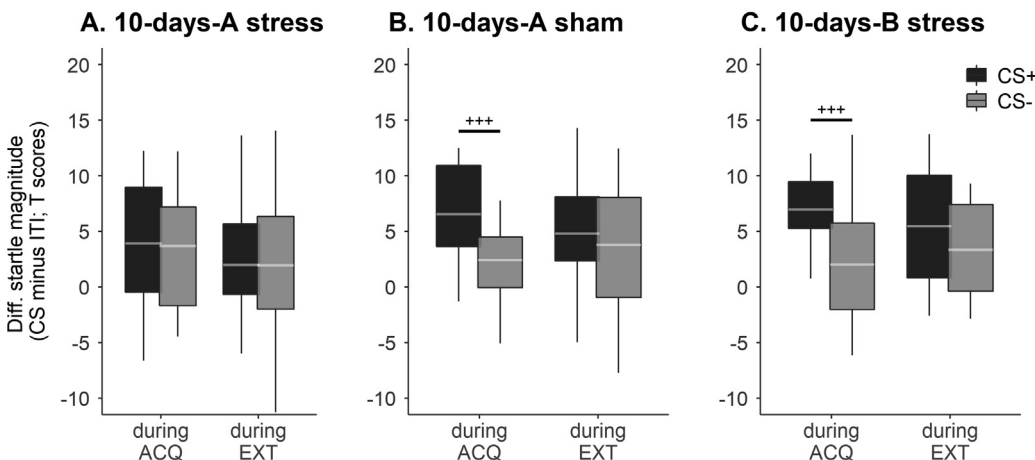 A. 10-days-A stress
B. 10-days-A sham
C. 10-days-B stress
Diff. startle magnitude
(CS minus ITI; T scores)
20
15
10
5
0
-5
-10
during
ACQ
during
EXT
20
15
10
5
0
-5
-10
+++
during
ACQ
during
EXT
20
15
10
5
0
-5
-10
+++
during
ACQ
during
EXT
CS+
CS-